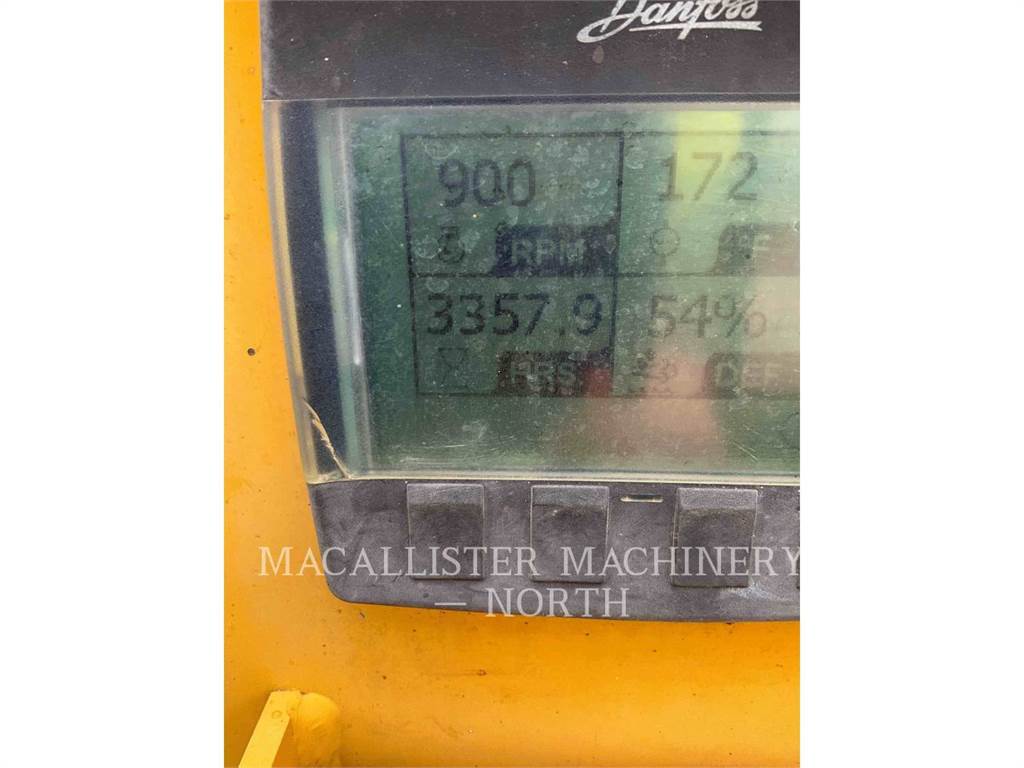 Danfoss
900 172
RPM °F
3357.9 54%
HRS DEF
MACALLISTER MACHINERY
— NORTH